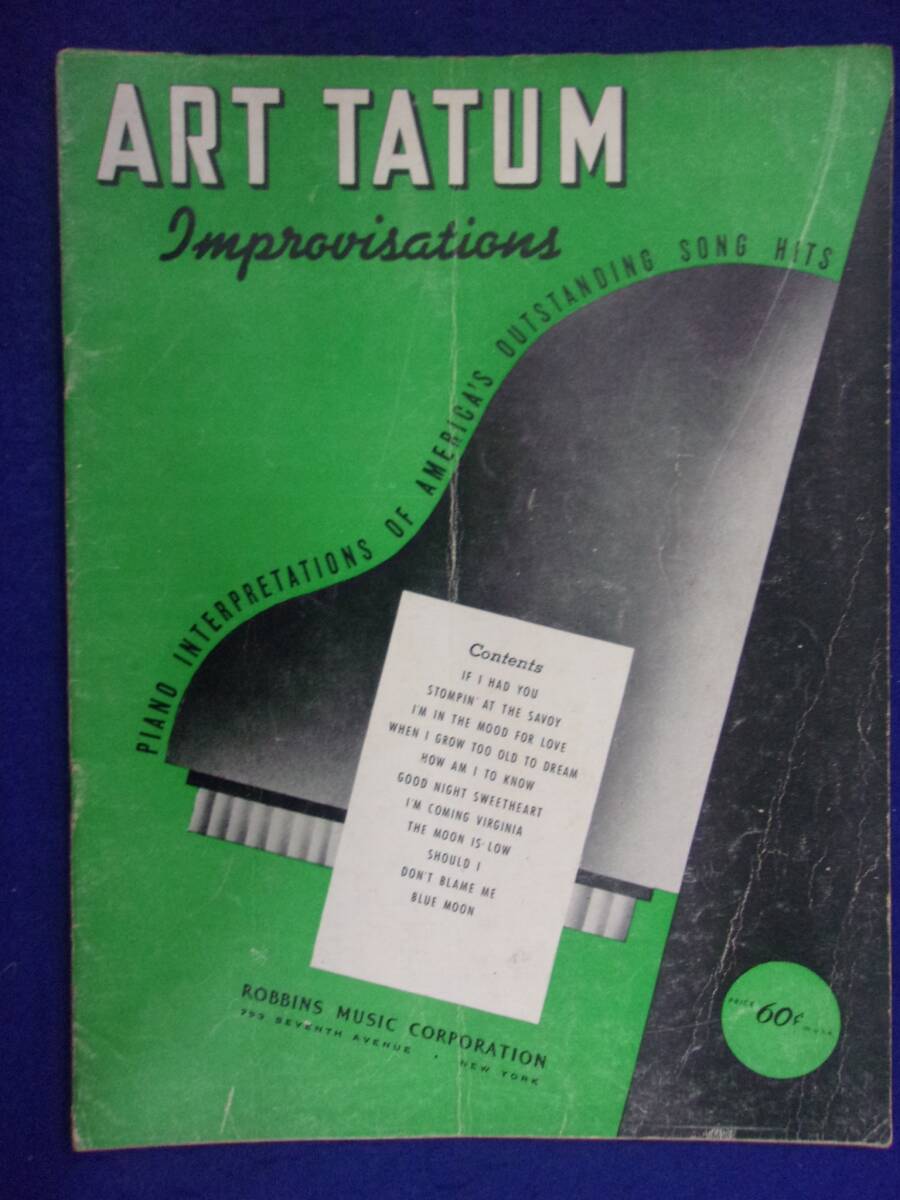 ART TATUM
Improvisations
PIANO INTERPRETATIONS OF AMERICA'S OUTSTANDING SONG HITS
Contents
IF I HAD YOU
STOMPIN' AT THE SAVOY
I'M IN THE MOOD FOR LOVE
WHEN I GROW TOO OLD TO DREAM
HOW AM I TO KNOW
GOOD NIGHT SWEETHEART
I'M COMING VIRGINIA
THE MOON IS LOW
SHOULD I
DON'T BLAME ME
BLUE MOON
ROBBINS MUSIC CORPORATION
799 SEVENTH AVENUE · NEW YORK
PRICE 60¢